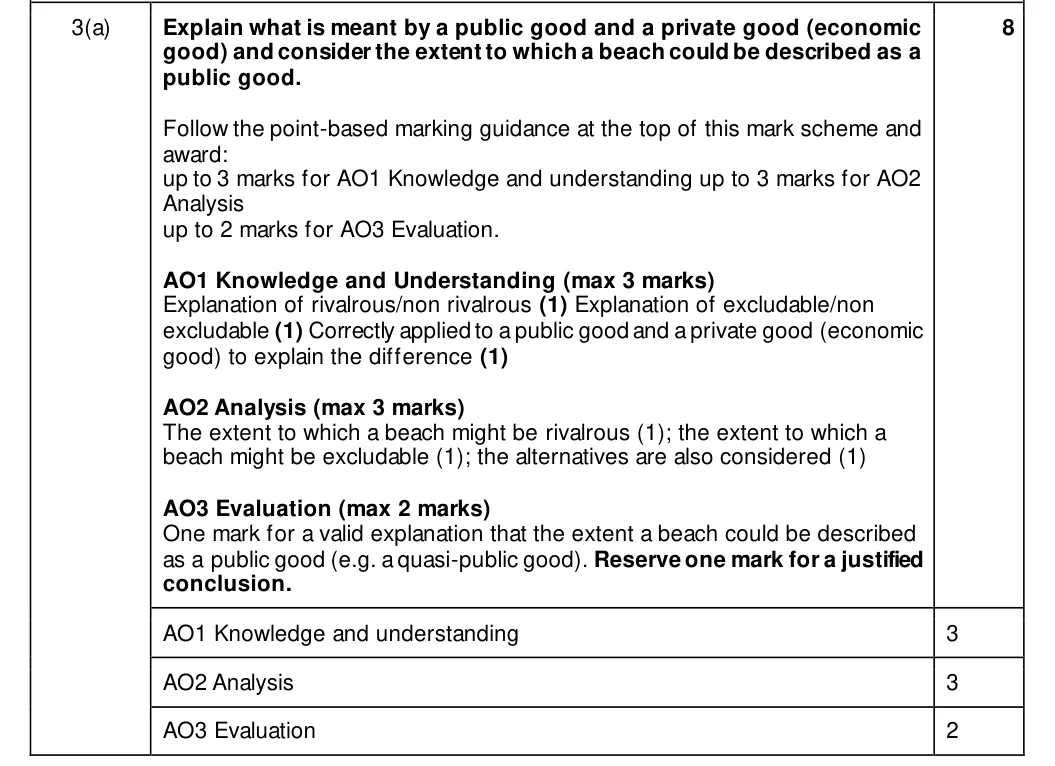 3(a) Explain what is meant by a public good and a private good (economic 8
good) and consider the extent to which a beach could be described as a
public good.
Follow the point-based marking guidance at the top of this mark scheme and
award:
up to 3 marks for AO1 Knowledge and understanding up to 3 marks for AO2
Analysis
up to 2 marks for AO3 Evaluation.
AO1 Knowledge and Understanding (max 3 marks)
Explanation of rivalrous/non rivalrous (1) Explanation of excludable/non
excludable (1) Correctly applied to a public good and a private good (economic
good) to explain the difference (1)
AO2 Analysis (max 3 marks)
The extent to which a beach might be rivalrous (1); the extent to which a
beach might be excludable (1); the alternatives are also considered (1)
AO3 Evaluation (max 2 marks)
One mark for a valid explanation that the extent a beach could be described
as a public good (e.g. a quasi-public good). Reserve one mark for a justified
conclusion.
AO1 Knowledge and understanding 3
AO2 Analysis 3
AO3 Evaluation 2